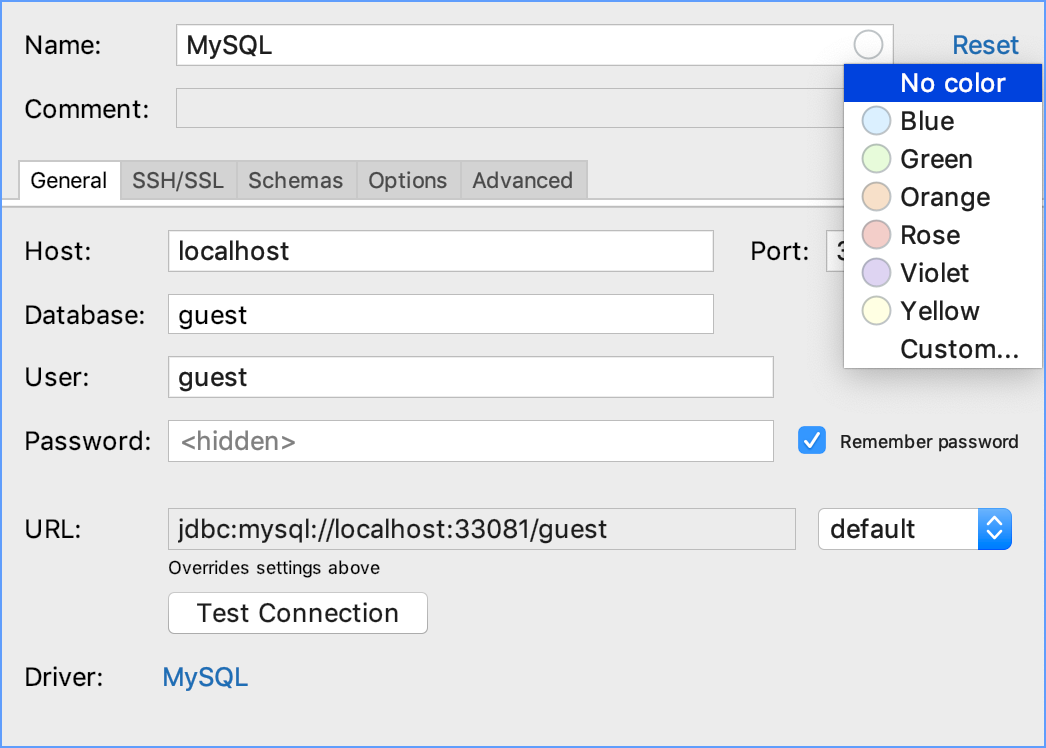 Name: MySQL Reset
Comment:
No color
Blue
Green
Orange
Rose
Violet
Yellow
Custom...
General SSH/SSL Schemas Options Advanced
Host: localhost Port: 3
Database: guest
User: guest
Password: <hidden> Remember password
URL: jdbc:mysql://localhost:33081/guest default
Overrides settings above
Test Connection
Driver: MySQL